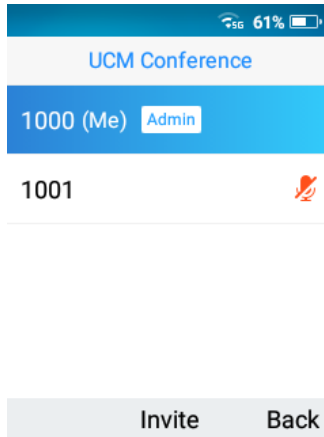 5G 61%
UCM Conference
1000 (Me) Admin
1001
Invite Back